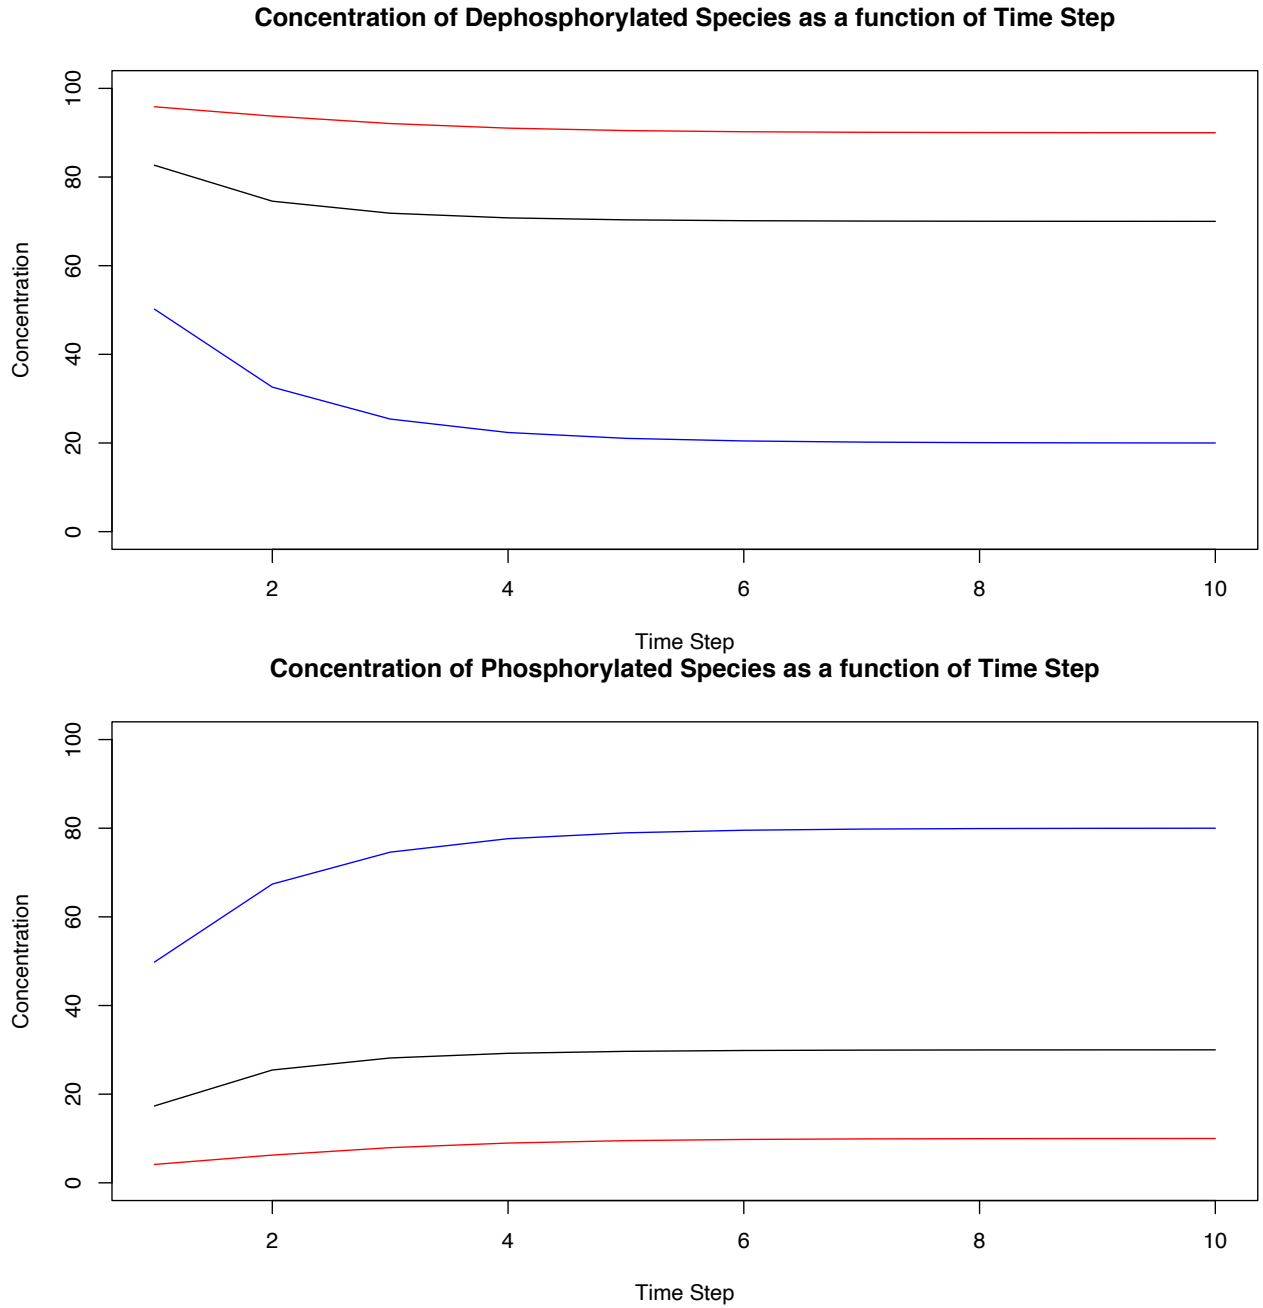 Concentration of Dephosphorylated Species as a function of Time Step
100
80
60
40
20
0
Concentration
2 4 6 8 10
Time Step
Concentration of Phosphorylated Species as a function of Time Step
100
80
60
40
20
0
Concentration
2 4 6 8 10
Time Step